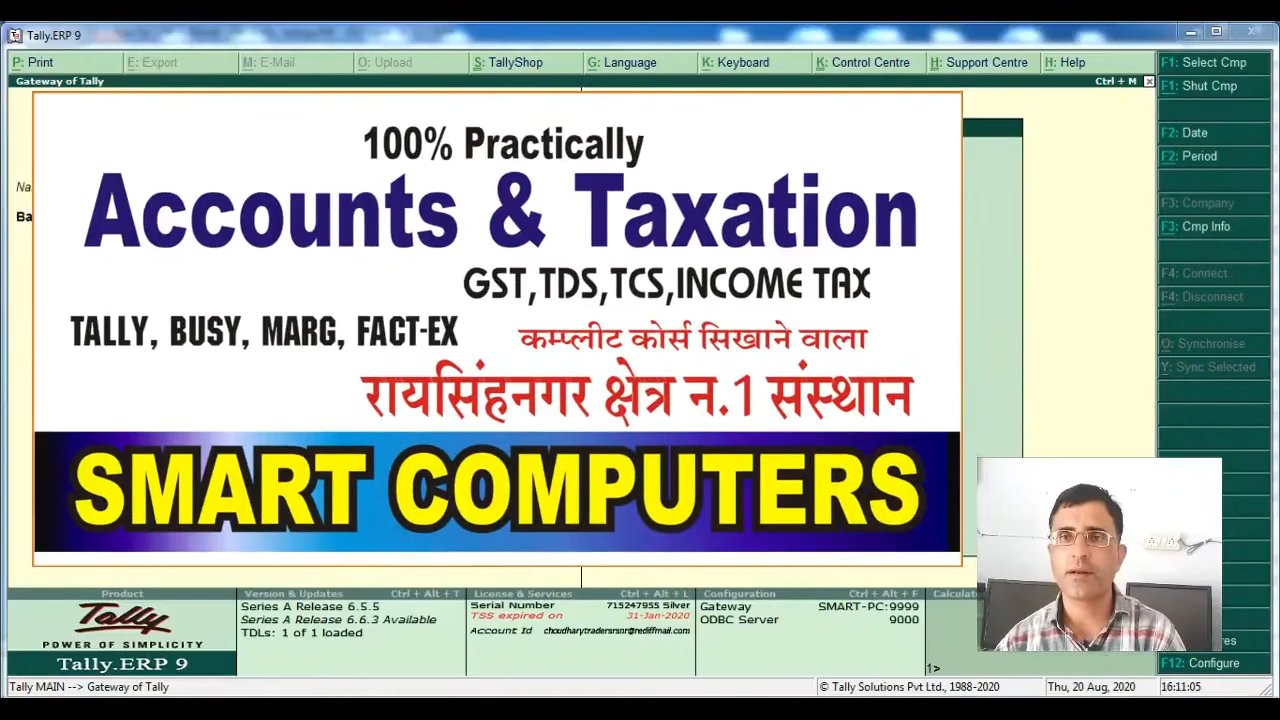 Tally.ERP 9
P: Print
E: Export
M: E-Mail
O: Upload
S: TallyShop
G: Language
K: Keyboard
K: Control Centre
H: Support Centre
H: Help
F1: Select Cmp
F1: Shut Cmp
F2: Date
F2: Period
F3: Company
F3: Cmp Info
F4: Connect
F4: Disconnect
O: Synchronise
Y: Sync Selected
Gateway of Tally
Ctrl + M
100% Practically
Accounts & Taxation
GST,TDS,TCS,INCOME TAX
TALLY, BUSY, MARG, FACT-EX
कम्प्लीट कोर्स सिखाने वाला
रायसिंहनगर क्षेत्र न.1 संस्थान
SMART COMPUTERS
Product
Tally
POWER OF SIMPLICITY
Tally.ERP 9
Version & Updates Ctrl + Alt + T
Series A Release 6.5.5
Series A Release 6.6.3 Available
TDLs: 1 of 1 loaded
License & Services Ctrl + Alt + L
Serial Number 715247955 Silver
TSS expired on 31-Jan-2020
Account Id choudharytradersrsnr@rediffmail.com
Configuration Ctrl + Alt + F
Gateway SMART-PC:9999
ODBC Server 9000
1>
F12: Configure
Tally MAIN --> Gateway of Tally
© Tally Solutions Pvt Ltd., 1988-2020
Thu, 20 Aug, 2020
16:11:05